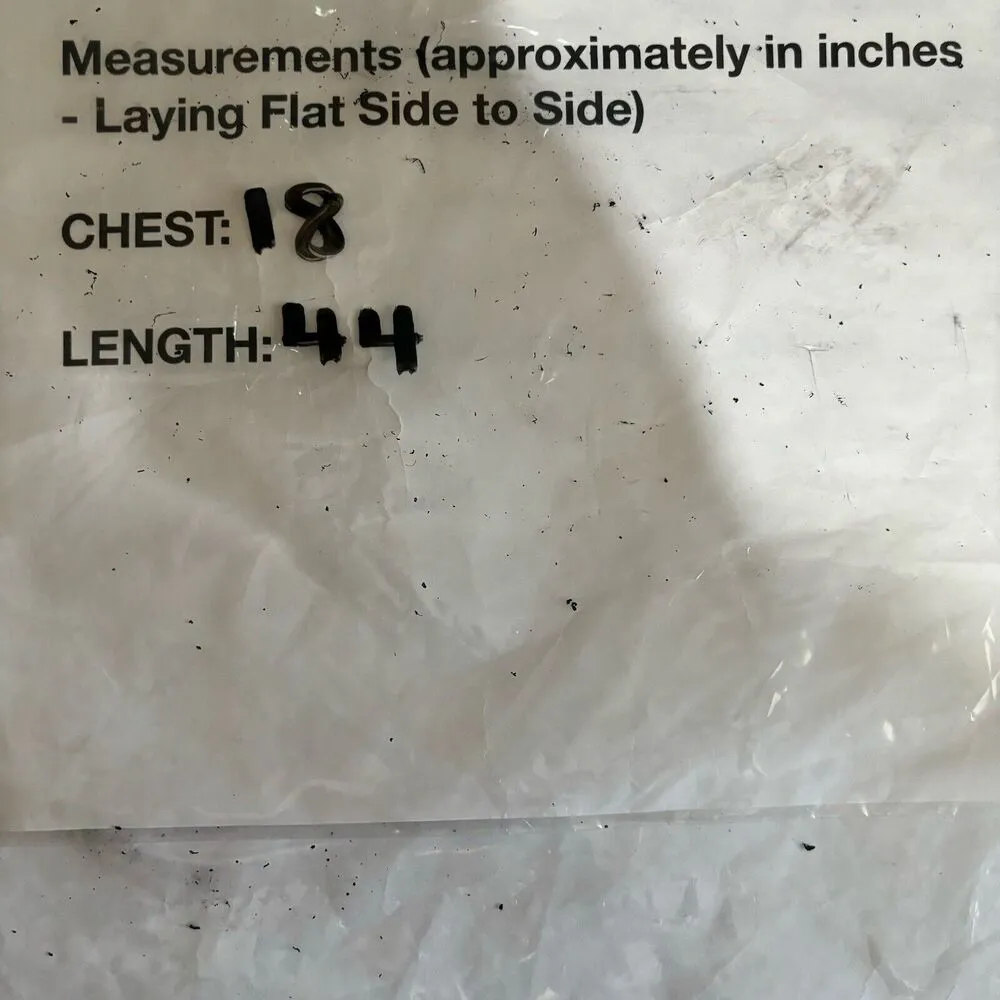 Measurements (approximately in inches
- Laying Flat Side to Side)
CHEST: 18
LENGTH: 44